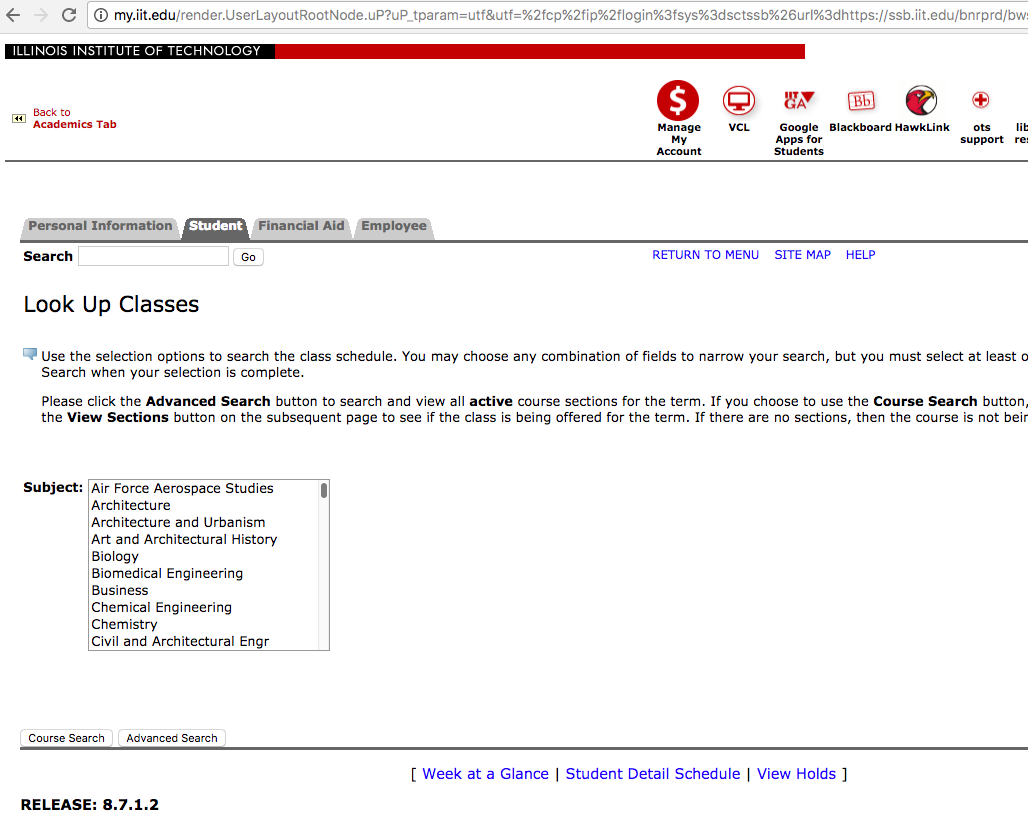 my.iit.edu/render.UserLayoutRootNode.uP?uP_tparam=utf&utf=%2fcp%2fip%2flogin%3fsys%3dsctssb%26url%3dhttps://ssb.iit.edu/bnrprd/bws
ILLINOIS INSTITUTE OF TECHNOLOGY
Back to
Academics Tab
$
IIT
GA
Bb
Manage
My
Account
VCL
Google
Apps for
Students
Blackboard
HawkLink
ots
support
lib
res
Personal Information
Student
Financial Aid
Employee
Search
Go
RETURN TO MENU
SITE MAP
HELP
Look Up Classes
Use the selection options to search the class schedule. You may choose any combination of fields to narrow your search, but you must select at least o
Search when your selection is complete.
Please click the Advanced Search button to search and view all active course sections for the term. If you choose to use the Course Search button,
the View Sections button on the subsequent page to see if the class is being offered for the term. If there are no sections, then the course is not bein
Subject:
Air Force Aerospace Studies
Architecture
Architecture and Urbanism
Art and Architectural History
Biology
Biomedical Engineering
Business
Chemical Engineering
Chemistry
Civil and Architectural Engr
Course Search
Advanced Search
[ Week at a Glance | Student Detail Schedule | View Holds ]
RELEASE: 8.7.1.2